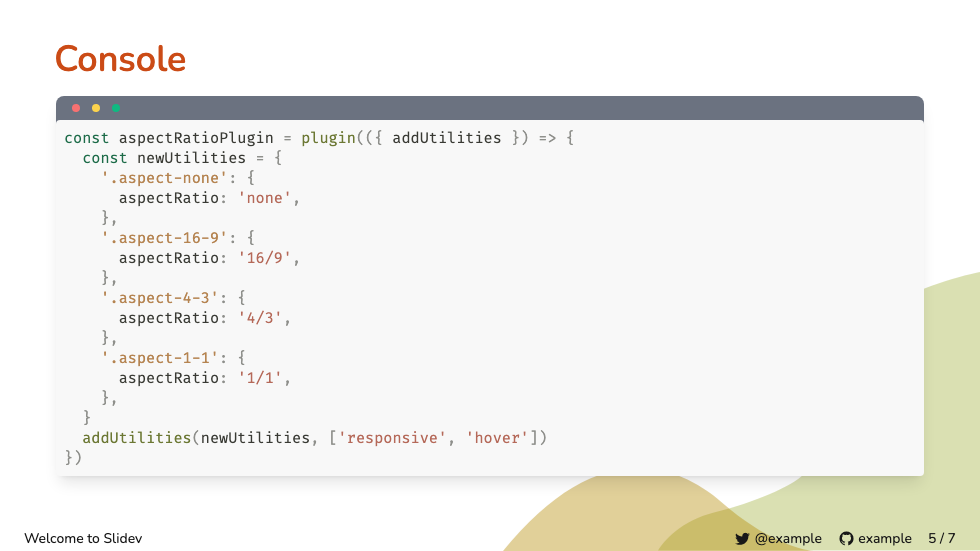 Console
const aspectRatioPlugin = plugin(({ addUtilities }) => {
  const newUtilities = {
    '.aspect-none': {
      aspectRatio: 'none',
    },
    '.aspect-16-9': {
      aspectRatio: '16/9',
    },
    '.aspect-4-3': {
      aspectRatio: '4/3',
    },
    '.aspect-1-1': {
      aspectRatio: '1/1',
    },
  }
  addUtilities(newUtilities, ['responsive', 'hover'])
})
Welcome to Slidev @example example 5 / 7